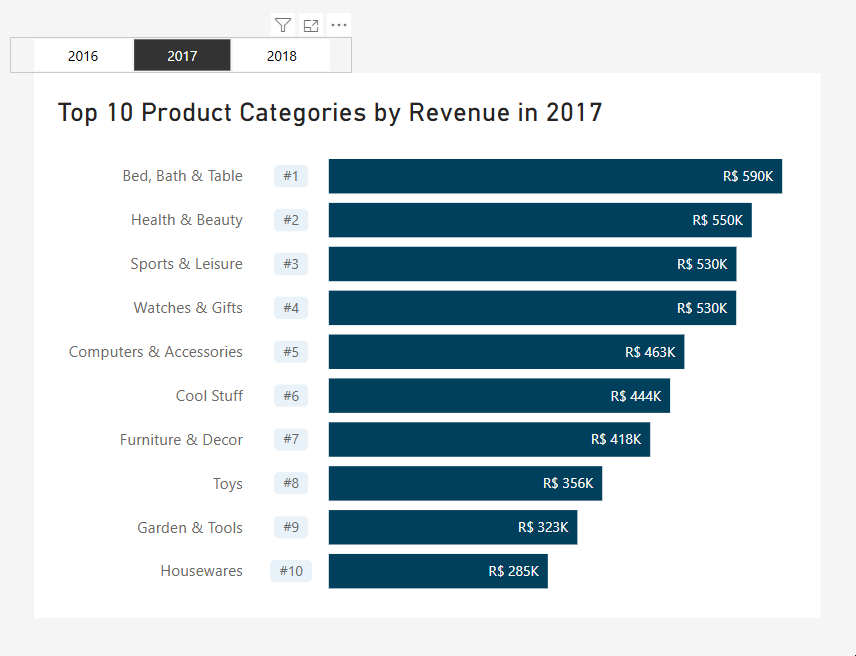 2016 2017 2018
Top 10 Product Categories by Revenue in 2017
Bed, Bath & Table #1 R$ 590K
Health & Beauty #2 R$ 550K
Sports & Leisure #3 R$ 530K
Watches & Gifts #4 R$ 530K
Computers & Accessories #5 R$ 463K
Cool Stuff #6 R$ 444K
Furniture & Decor #7 R$ 418K
Toys #8 R$ 356K
Garden & Tools #9 R$ 323K
Housewares #10 R$ 285K